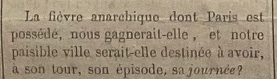 La fièvre anarchique dont Paris est
possédé, nous gagnerait-elle, et notre
paisible ville serait-elle destinée à avoir,
a son tour, son épisode, sa journée?